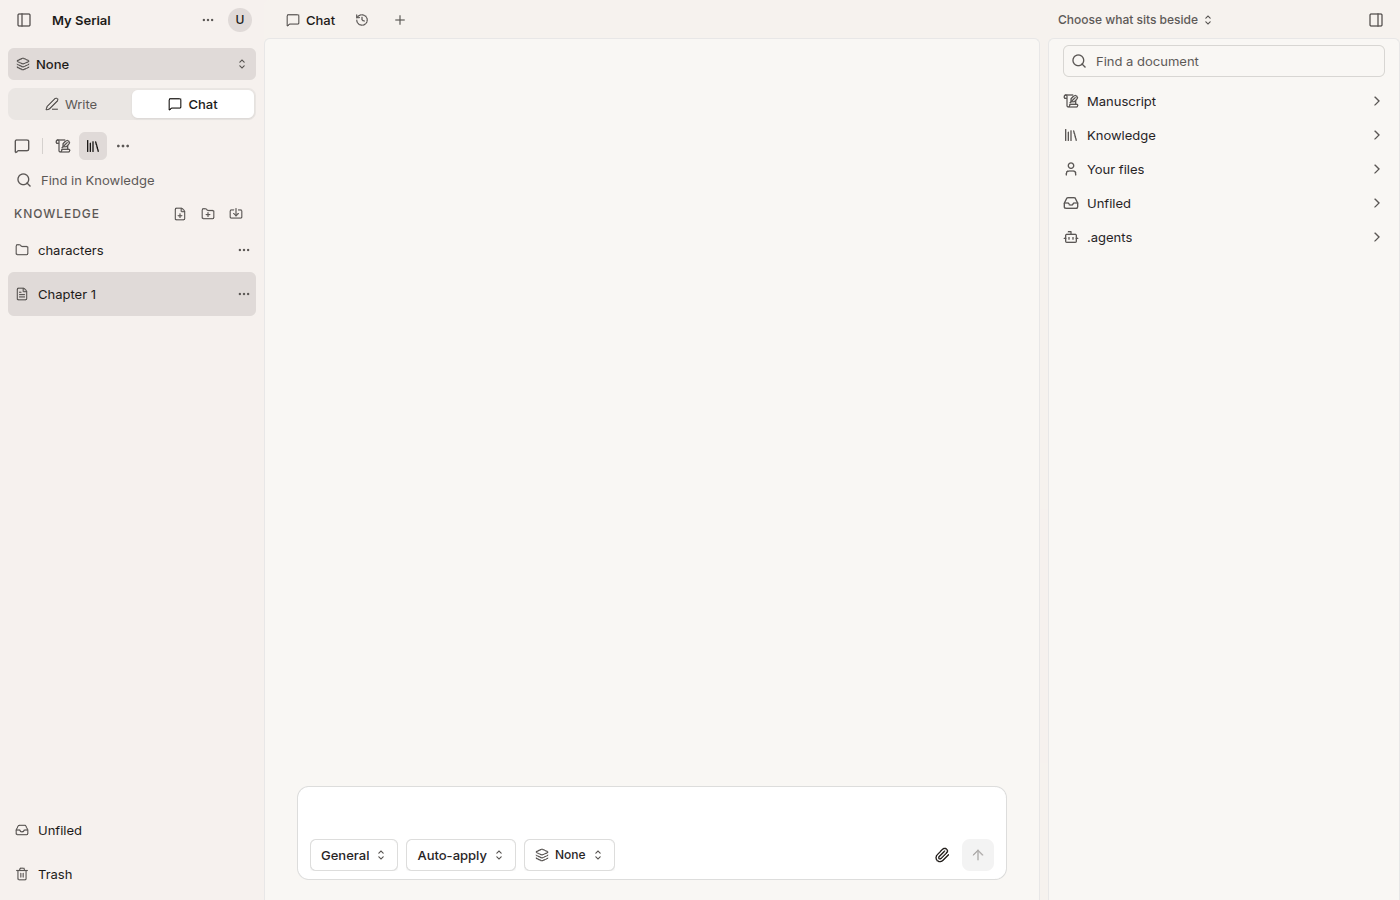 My Serial
U
None
Write
Chat
Find in Knowledge
KNOWLEDGE
characters
Chapter 1
Unfiled
Trash
Chat
General
Auto-apply
None
Choose what sits beside
Find a document
Manuscript
Knowledge
Your files
Unfiled
.agents